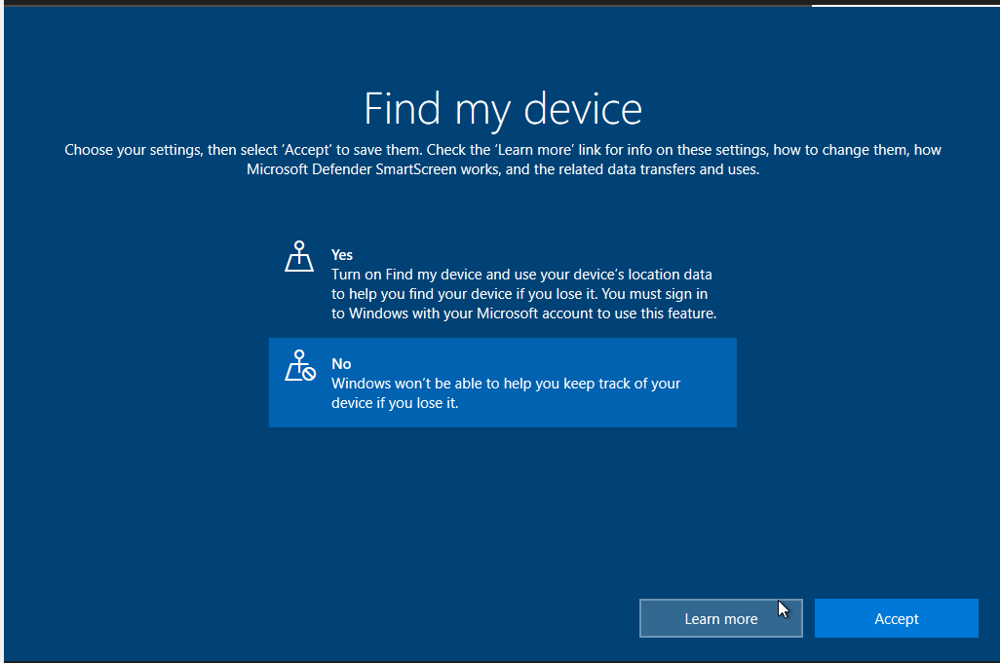 Find my device
Choose your settings, then select ‘Accept’ to save them. Check the ‘Learn more’ link for info on these settings, how to change them, how
Microsoft Defender SmartScreen works, and the related data transfers and uses.
Yes
Turn on Find my device and use your device’s location data
to help you find your device if you lose it. You must sign in
to Windows with your Microsoft account to use this feature.
No
Windows won’t be able to help you keep track of your
device if you lose it.
Learn more
Accept